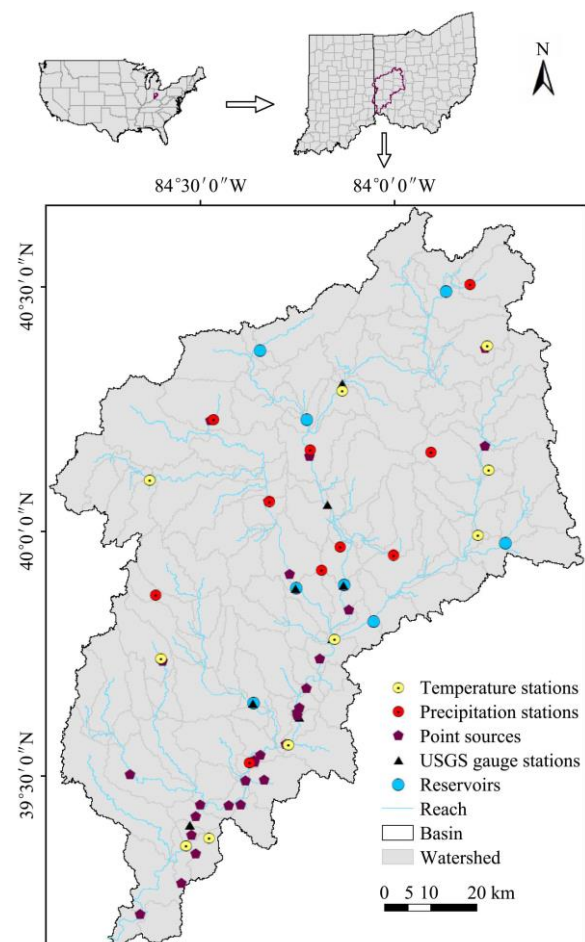 N
84°30′0″W 84°0′0″W
40°30′0″N
40°0′0″N
39°30′0″N
Temperature stations
Precipitation stations
Point sources
USGS gauge stations
Reservoirs
Reach
Basin
Watershed
0 5 10 20 km